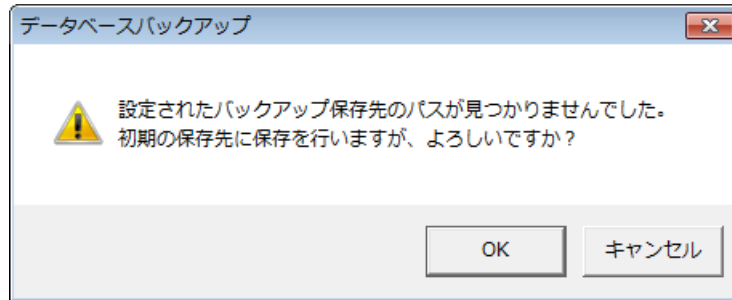 データベースバックアップ
設定されたバックアップ保存先のパスが見つかりませんでした。
初期の保存先に保存を行いますが、よろしいですか？
OK
キャンセル